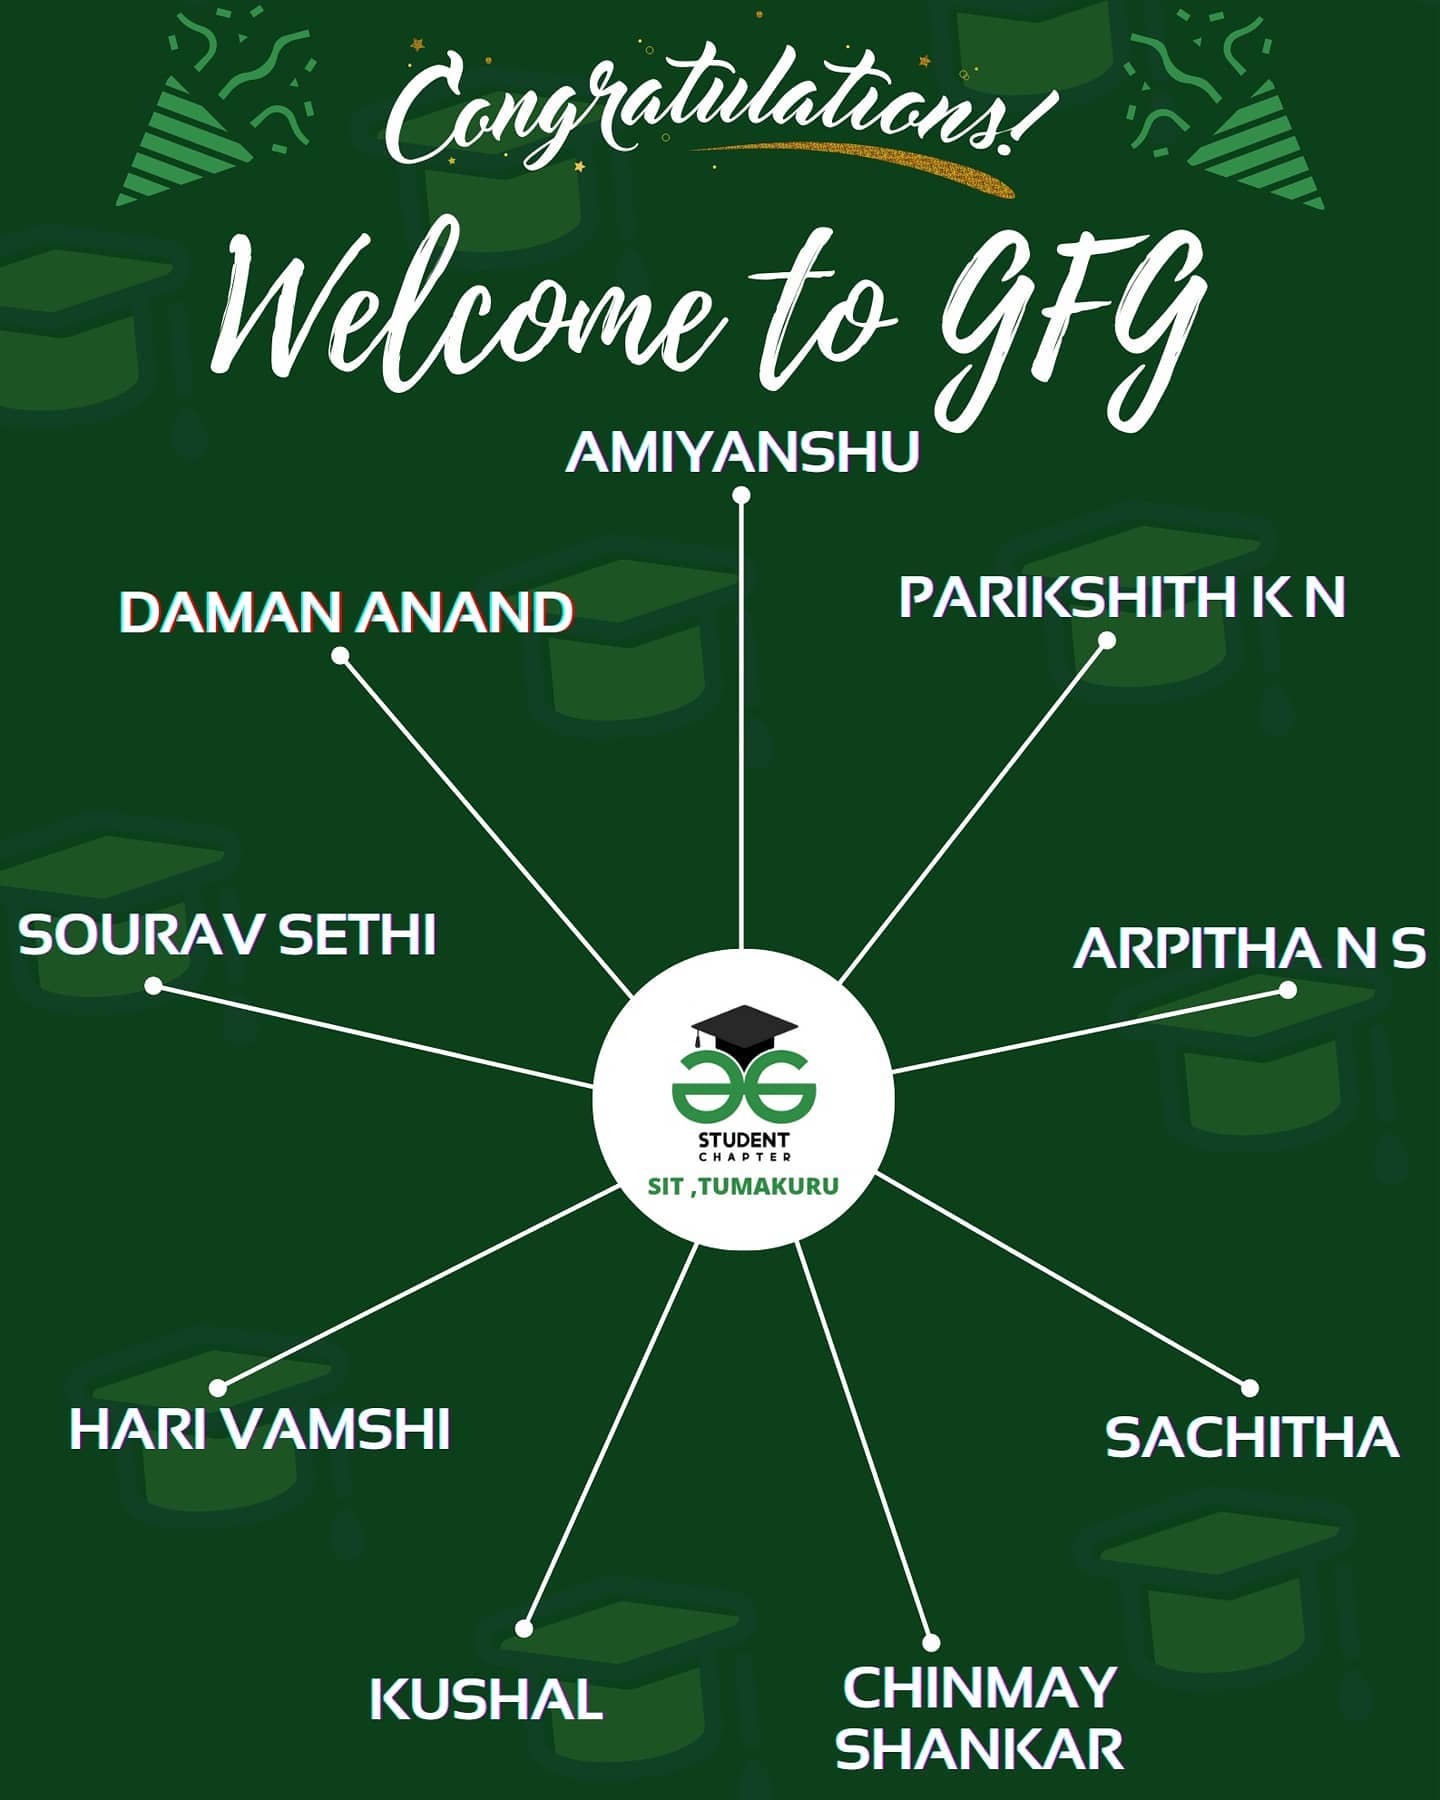 Congratulations!
Welcome to GFG
AMIYANSHU
DAMAN ANAND
PARIKSHITH K N
SOURAV SETHI
ARPITHA N S
STUDENT
CHAPTER
SIT ,TUMAKURU
HARI VAMSHI
SACHITHA
KUSHAL
CHINMAY
SHANKAR